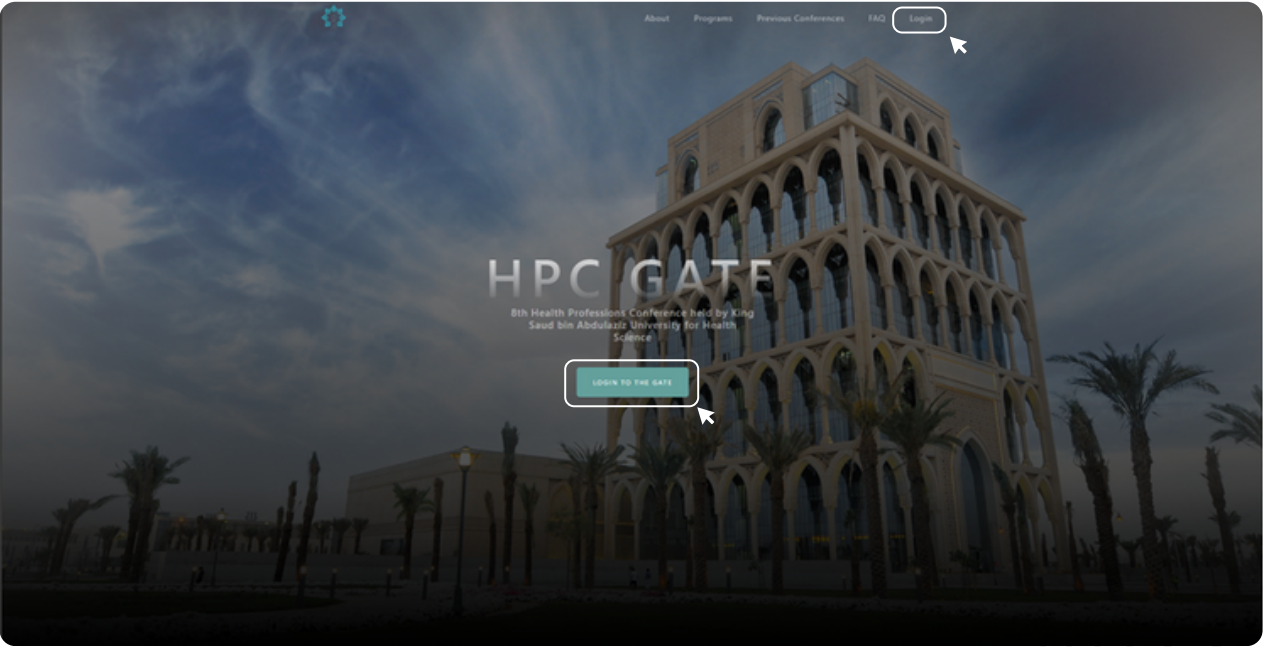 About Programs Previous Conferences FAQ Login
HPC GATE
8th Health Professions Conference held by King
Saud bin Abdulaziz University for Health
Science
LOGIN TO THE GATE